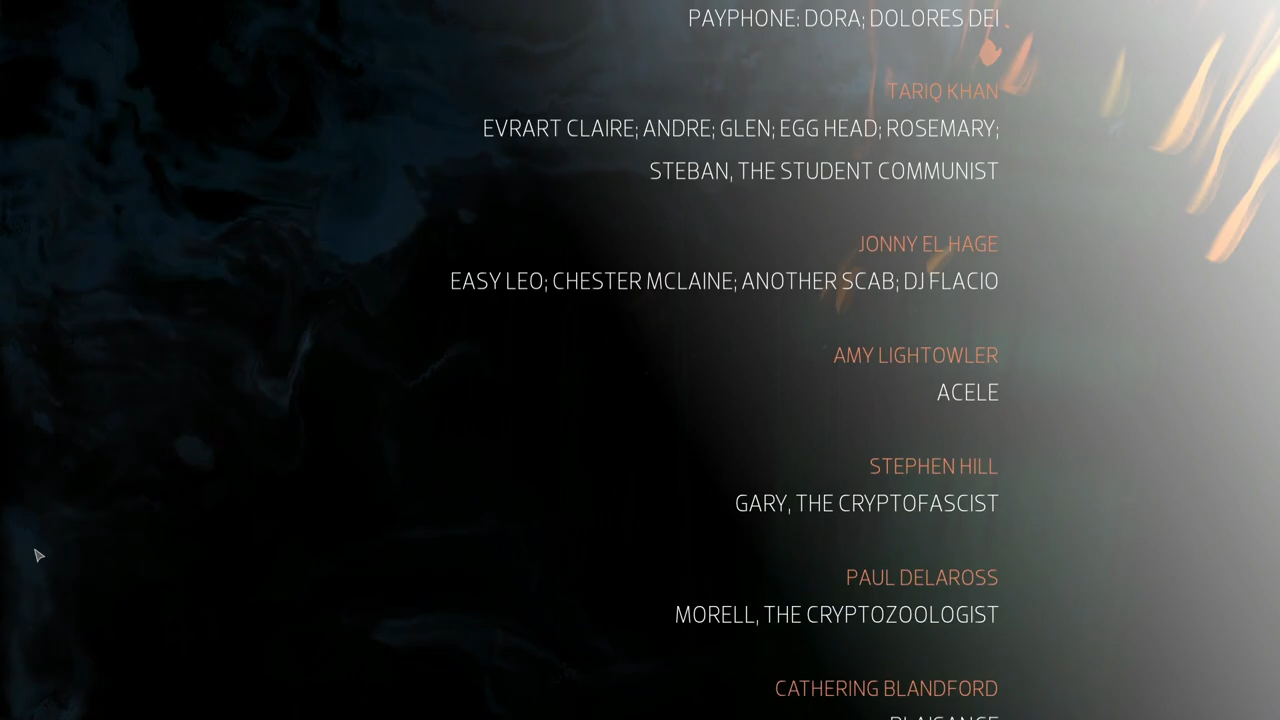 PAYPHONE: DORA; DOLORES DEI
TARIQ KHAN
EVRART CLAIRE; ANDRE; GLEN; EGG HEAD; ROSEMARY;
STEBAN, THE STUDENT COMMUNIST
JONNY EL HAGE
EASY LEO; CHESTER MCLAINE; ANOTHER SCAB; DJ FLACIO
AMY LIGHTOWLER
ACELE
STEPHEN HILL
GARY, THE CRYPTOFASCIST
PAUL DELAROSS
MORELL, THE CRYPTOZOOLOGIST
CATHERING BLANDFORD